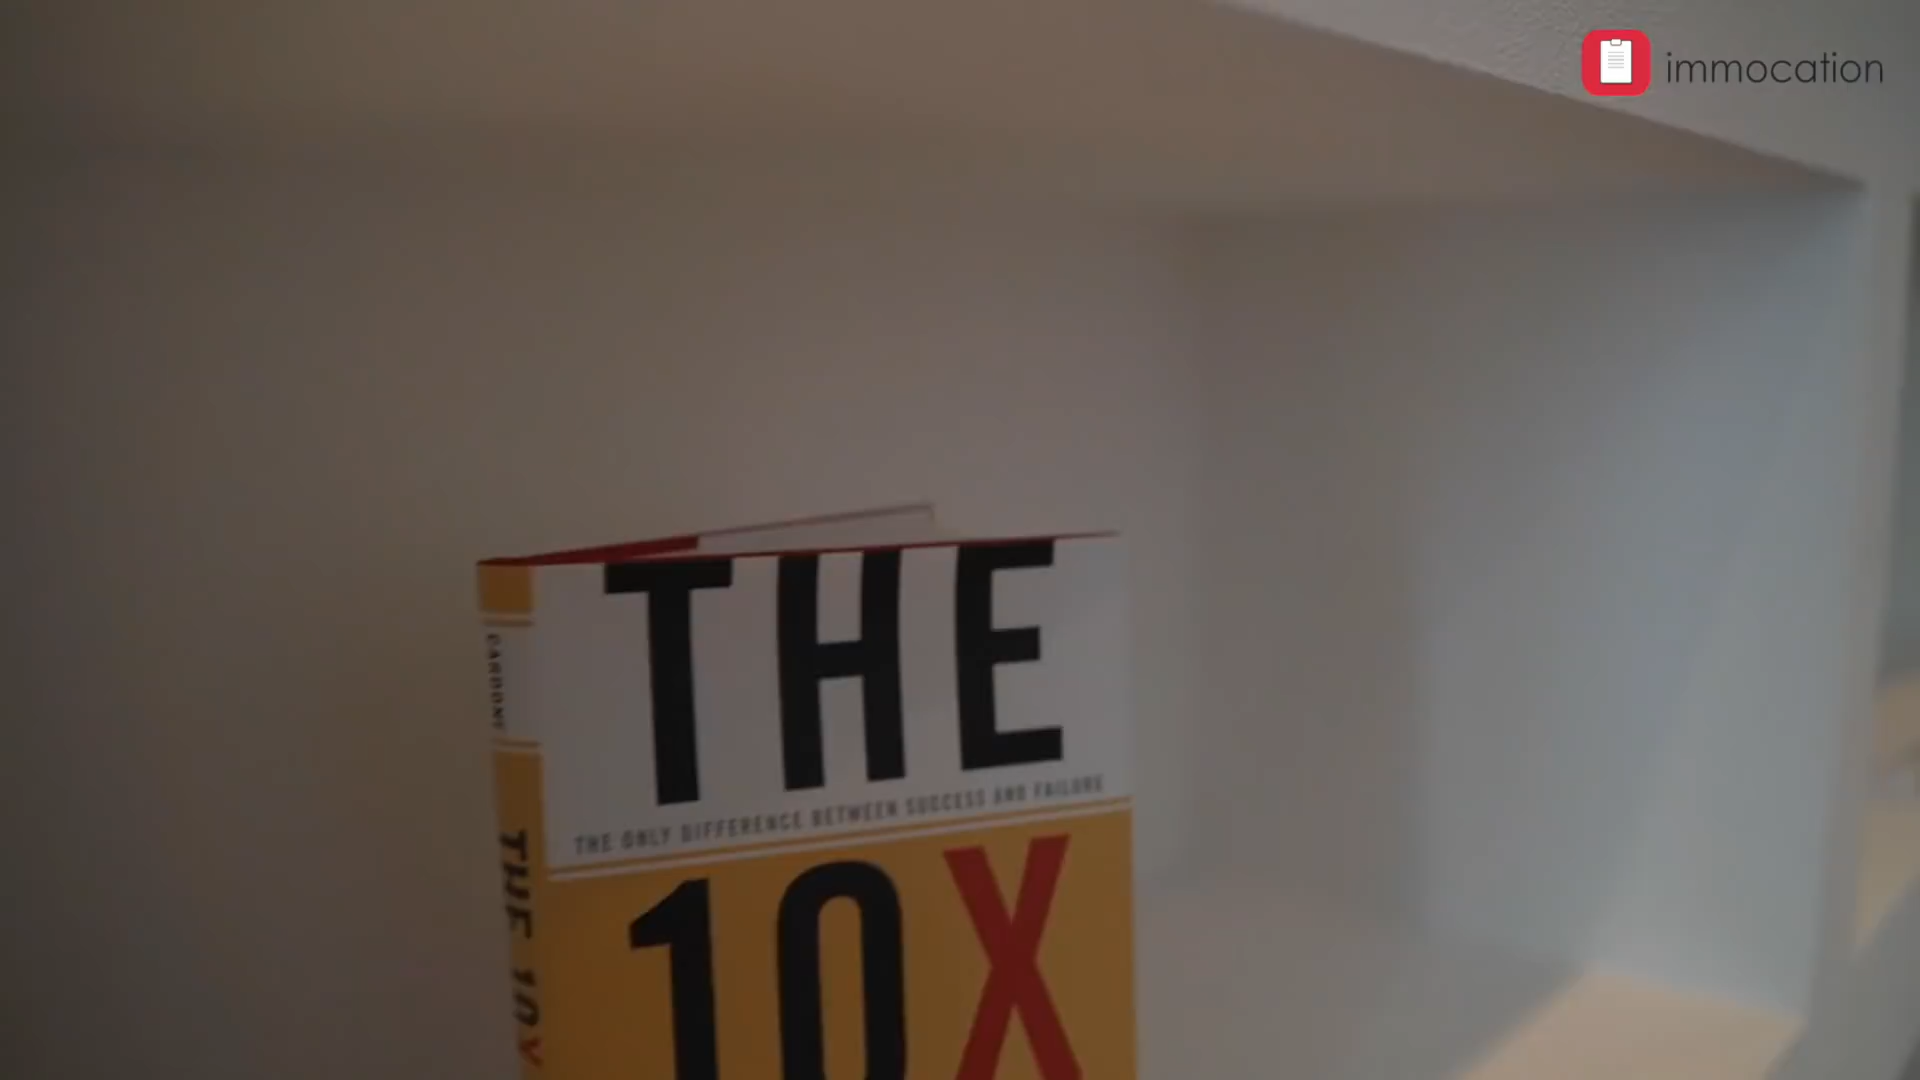 immocation
THE
THE ONLY DIFFERENCE BETWEEN SUCCESS AND FAILURE
10X
CARDONE
THE 10X